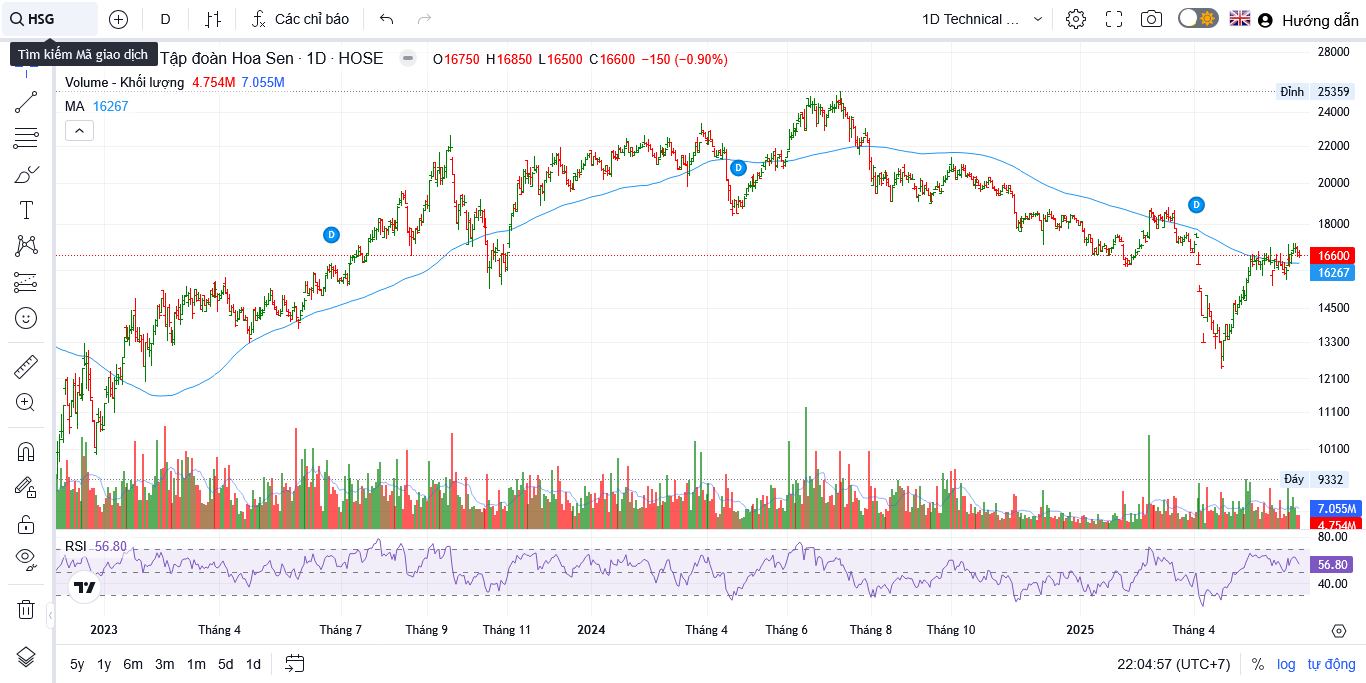 HSG D Các chỉ báo 1D Technical ... Hướng dẫn
Tìm kiếm Mã giao dịch
Tập đoàn Hoa Sen · 1D · HOSE O16750 H16850 L16500 C16600 −150 (−0.90%)
Volume - Khối lượng 4.754M 7.055M
MA 16267
28000
Đỉnh 25359
24000
22000
20000
18000
16600
16267
14500
13300
12100
11100
10100
Đáy 9332
7.055M
4.754M
D
D
D
RSI 56.80
80.00
56.80
40.00
2023 Tháng 4 Tháng 7 Tháng 9 Tháng 11 2024 Tháng 4 Tháng 6 Tháng 8 Tháng 10 2025 Tháng 4
5y 1y 6m 3m 1m 5d 1d 22:04:57 (UTC+7) % log tự động